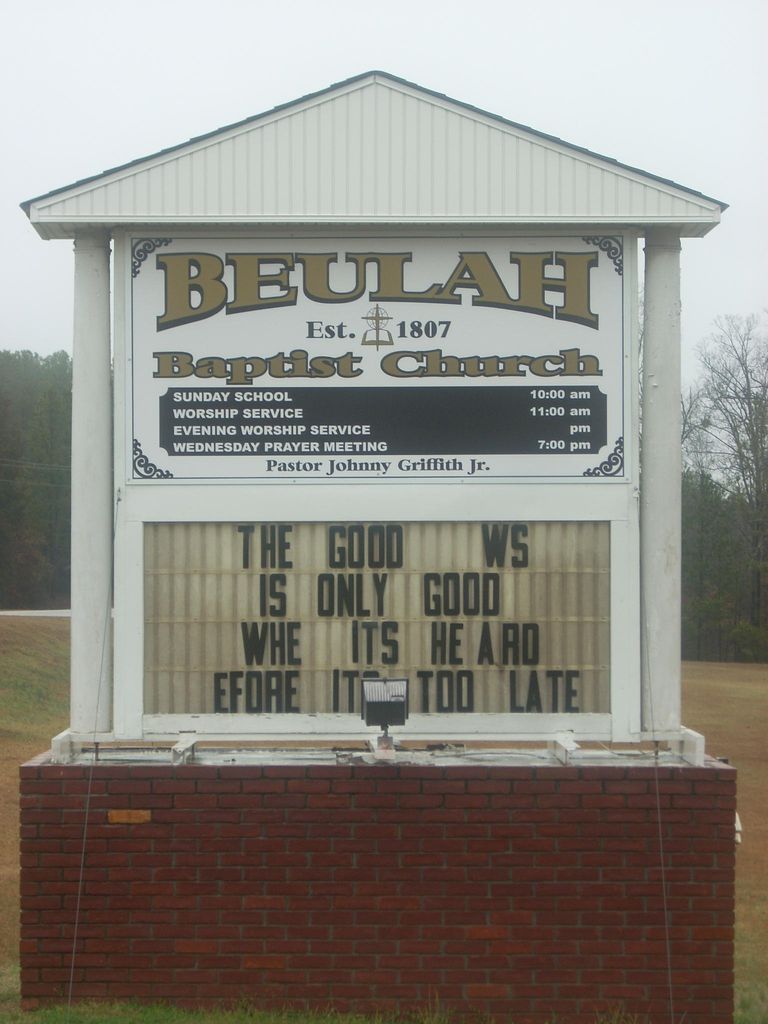 BEULAH
Est. 1807
Baptist Church
SUNDAY SCHOOL 10:00 am
WORSHIP SERVICE 11:00 am
EVENING WORSHIP SERVICE pm
WEDNESDAY PRAYER MEETING 7:00 pm
Pastor Johnny Griffith Jr.
THE GOOD WS
IS ONLY GOOD
WHE ITS HEARD
EFORE ITS TOO LATE